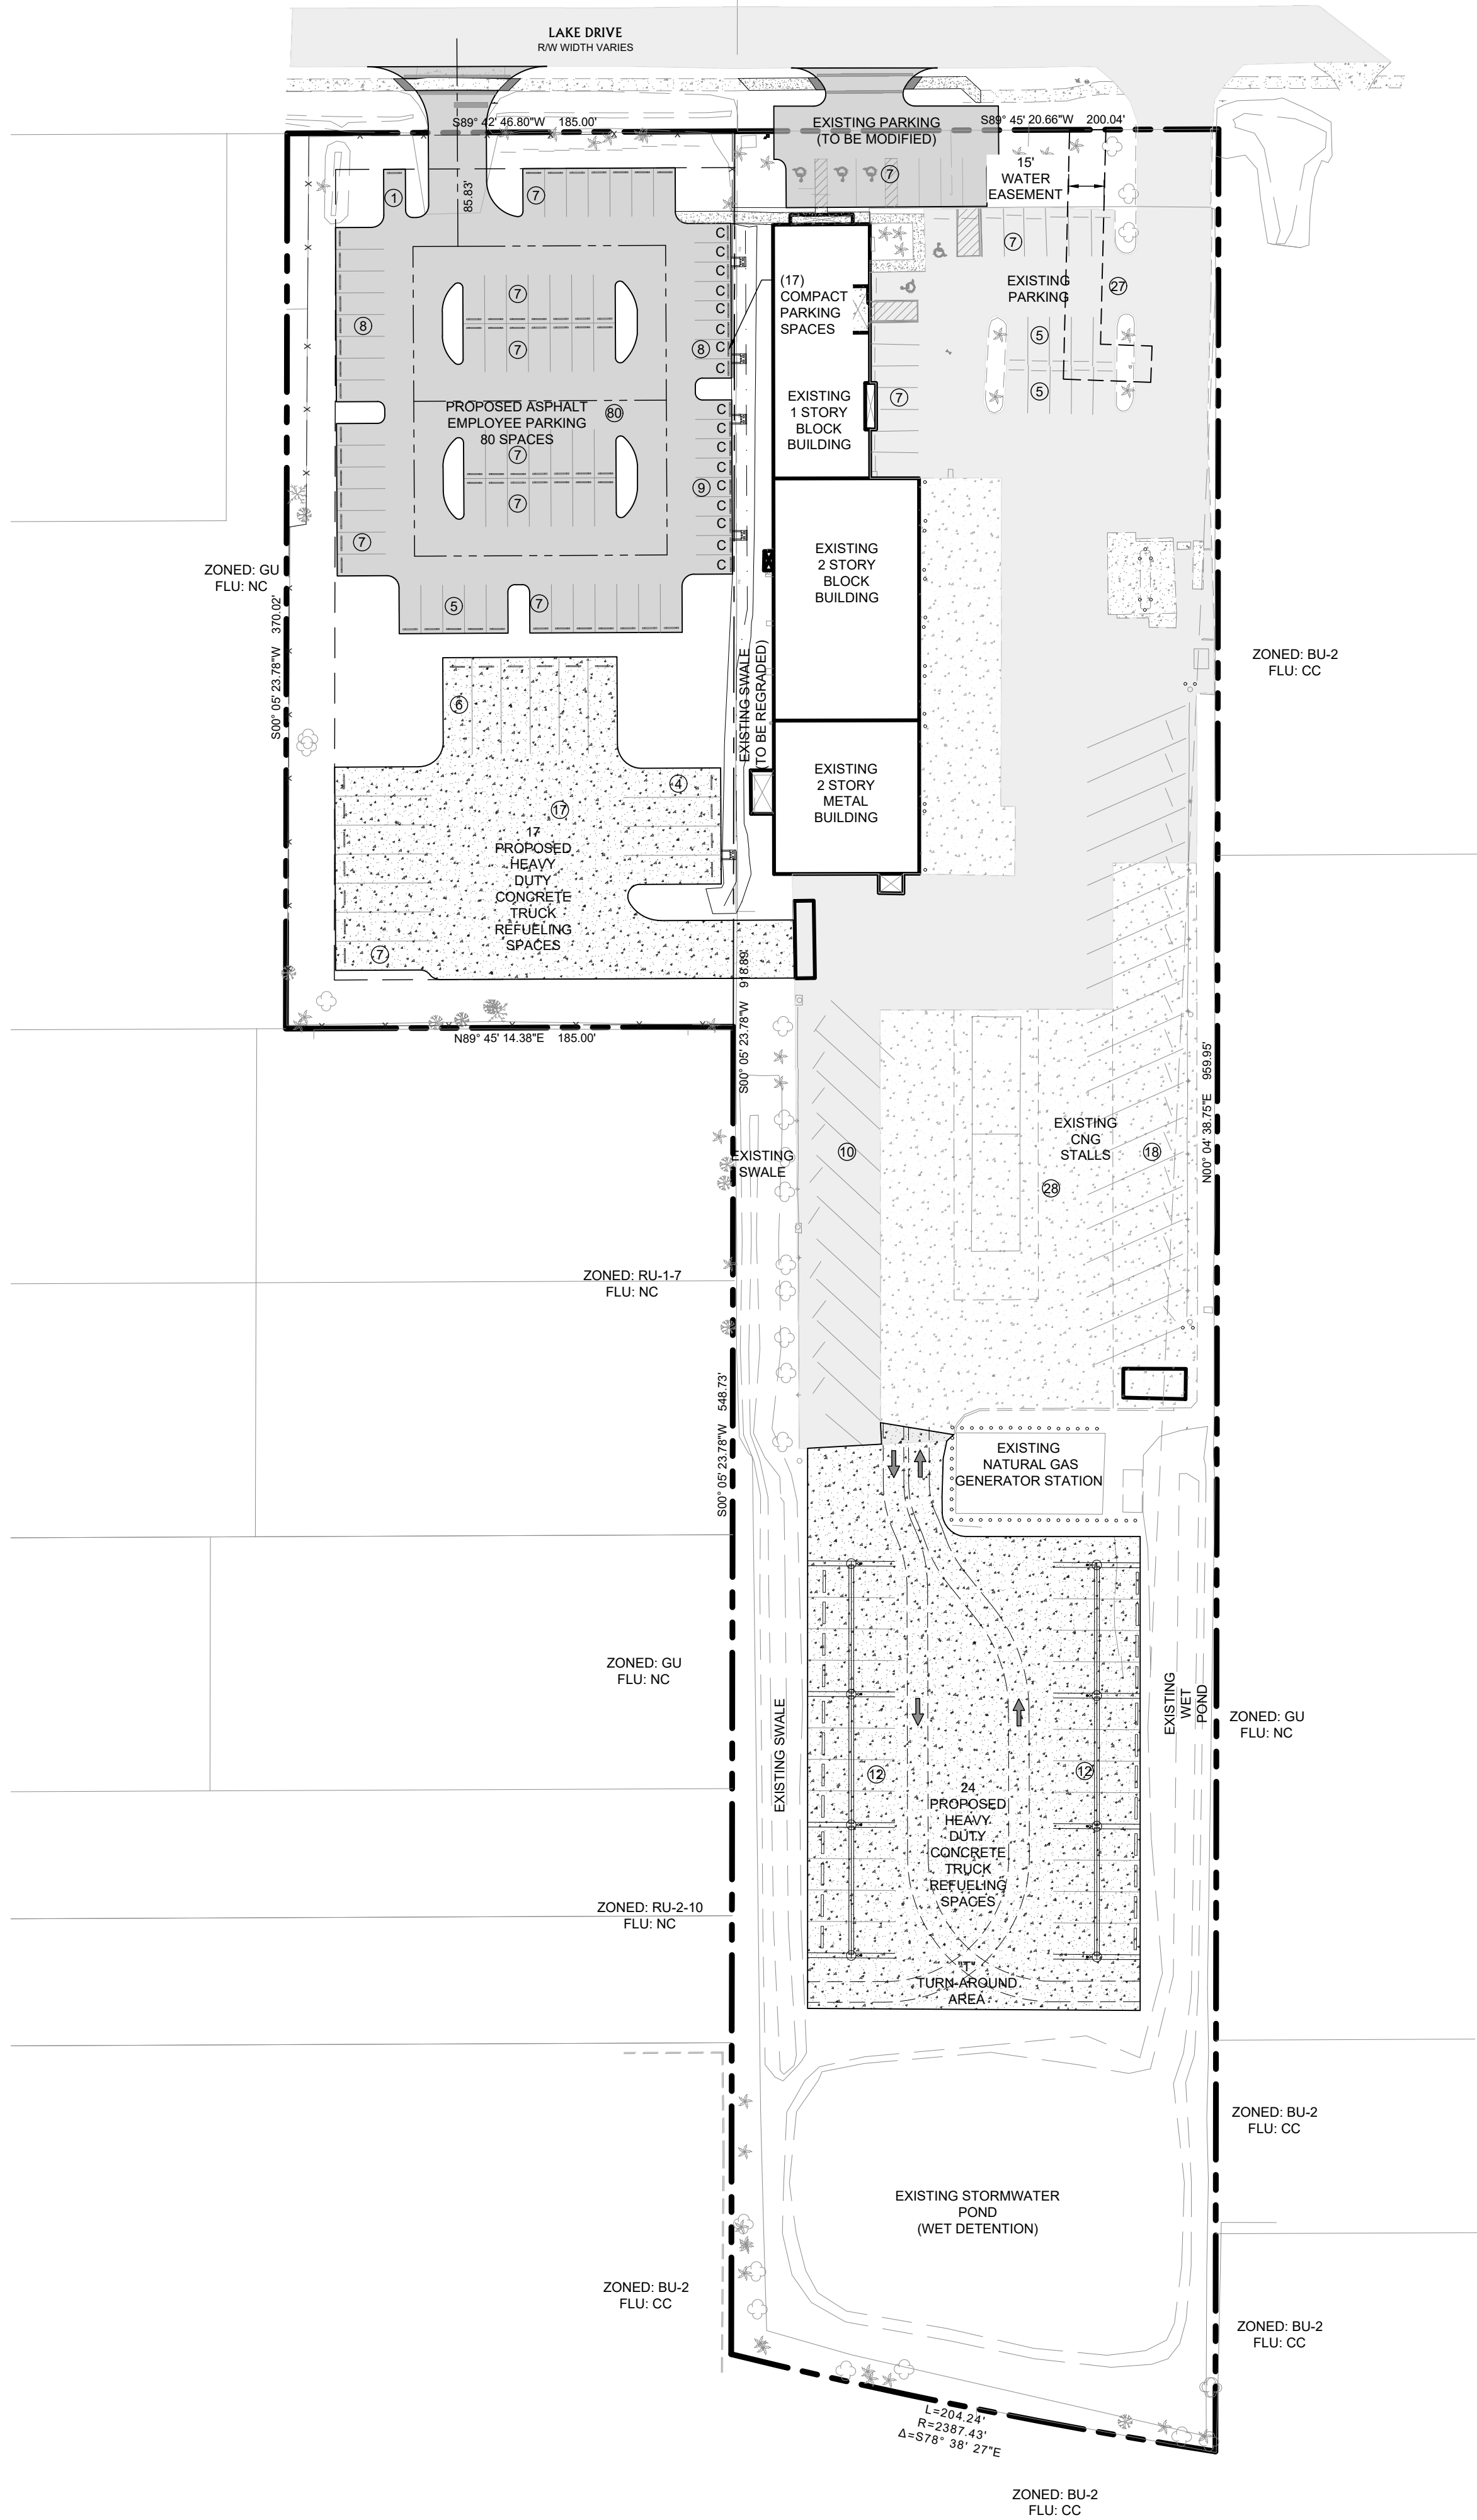 LAKE DRIVE
R/W WIDTH VARIES
S89° 42' 46.80"W 185.00'
EXISTING PARKING
(TO BE MODIFIED)
S89° 45' 20.66"W 200.04'
15'
WATER
EASEMENT
85.83'
1
7
7
7
C
C
C
C
C
C
C
C
(17)
COMPACT
PARKING
SPACES
EXISTING
PARKING
27
7
7
8
8
5
5
7
PROPOSED ASPHALT
EMPLOYEE PARKING
80 SPACES
80
7
7
C
C
C
C
C
C
C
C
C
9
7
5
7
EXISTING
1 STORY
BLOCK
BUILDING
EXISTING
2 STORY
BLOCK
BUILDING
EXISTING
2 STORY
METAL
BUILDING
ZONED: GU
FLU: NC
S00° 05' 23.78"W 370.02'
EXISTING SWALE
(TO BE REGRADED)
ZONED: BU-2
FLU: CC
6
4
17
17
PROPOSED
HEAVY
DUTY
CONCRETE
TRUCK
REFUELING
SPACES
7
N89° 45' 14.38"E 185.00'
S00° 05' 23.78"W 918.89'
N00° 04' 38.75"E 959.95'
EXISTING
SWALE
10
EXISTING
CNG
STALLS
18
28
ZONED: RU-1-7
FLU: NC
S00° 05' 23.78"W 548.73'
EXISTING
NATURAL GAS
GENERATOR STATION
ZONED: GU
FLU: NC
EXISTING SWALE
EXISTING
WET
POND
ZONED: GU
FLU: NC
12
12
24
PROPOSED
HEAVY
DUTY
CONCRETE
TRUCK
REFUELING
SPACES
ZONED: RU-2-10
FLU: NC
"T"
TURN-AROUND
AREA
ZONED: BU-2
FLU: CC
EXISTING STORMWATER
POND
(WET DETENTION)
ZONED: BU-2
FLU: CC
ZONED: BU-2
FLU: CC
L=204.24'
R=2387.43'
Δ=S78° 38' 27"E
ZONED: BU-2
FLU: CC